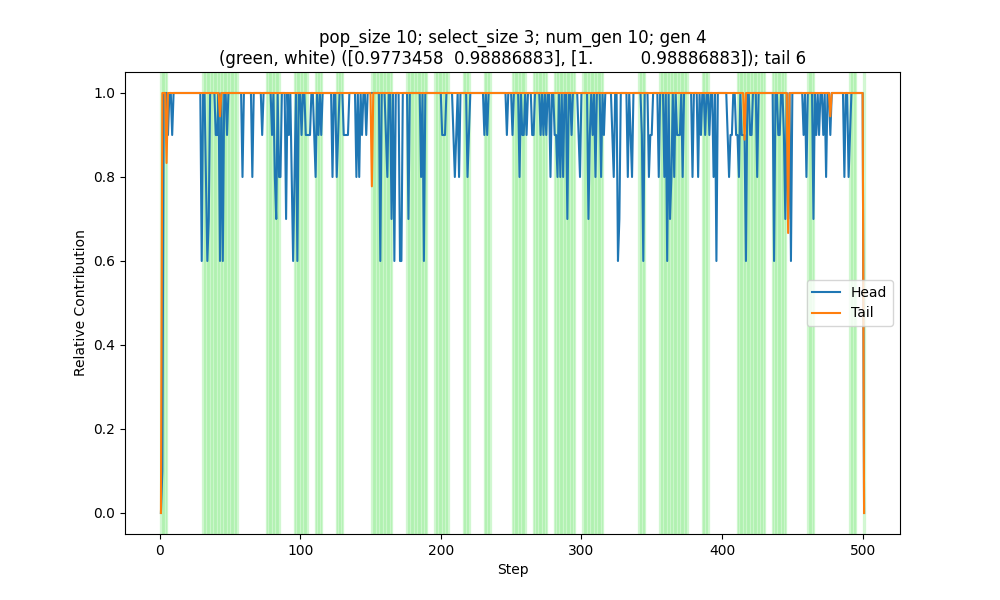 pop_size 10; select_size 3; num_gen 10; gen 4
(green, white) ([0.9773458  0.98886883], [1.         0.98886883]); tail 6
1.0
0.8
0.6
0.4
0.2
0.0
Relative Contribution
Head
Tail
0
100
200
300
400
500
Step